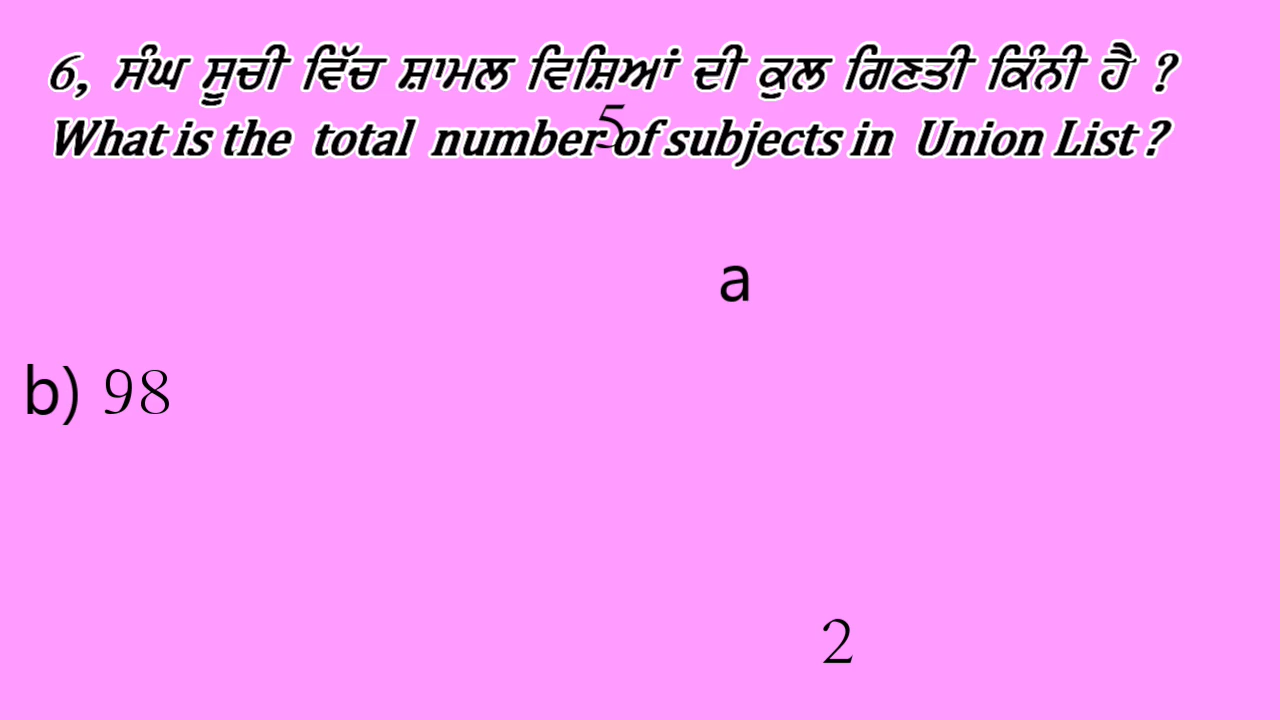 6, ਸੰਘ ਸੂਚੀ ਵਿੱਚ ਸ਼ਾਮਲ ਵਿਸ਼ਿਆਂ ਦੀ ਕੁਲ ਗਿਣਤੀ ਕਿੰਨੀ ਹੈ ?
5
What is the total number of subjects in Union List ?
a
b) 98
2